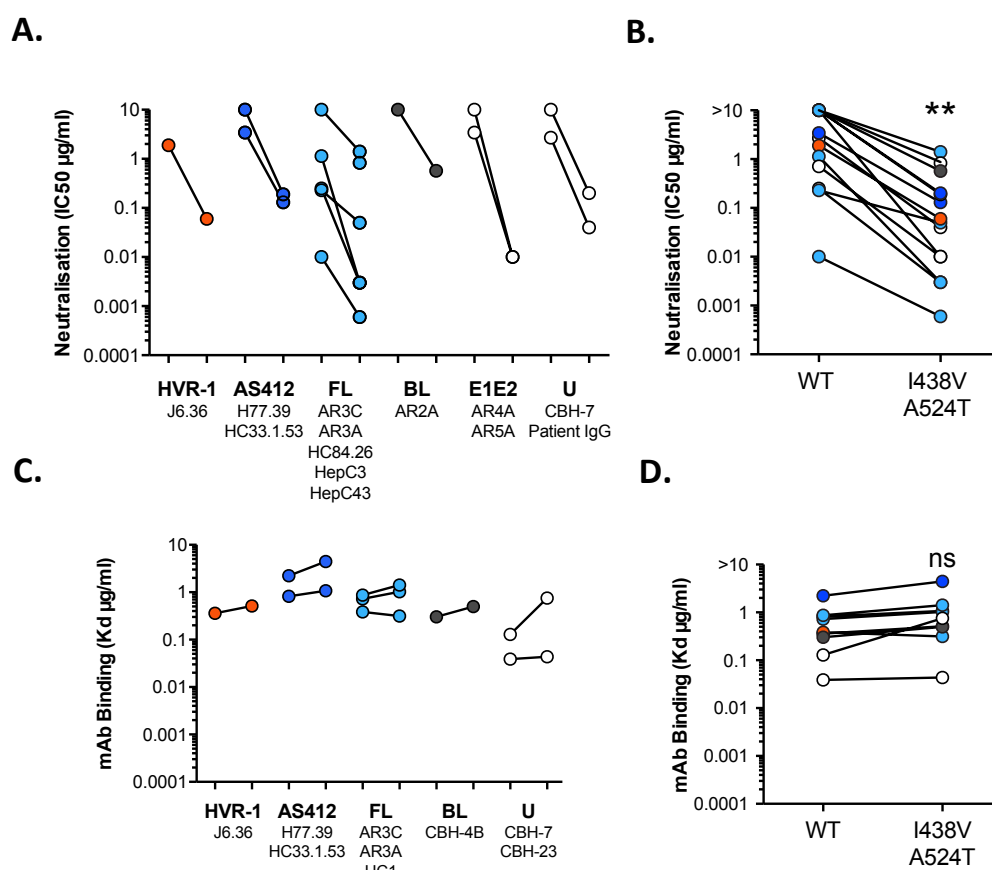 A.
Neutralisation (IC50 µg/ml)
10
1
0.1
0.01
0.001
0.0001
HVR-1
J6.36
AS412
H77.39
HC33.1.53
FL
AR3C
AR3A
HC84.26
HepC3
HepC43
BL
AR2A
E1E2
AR4A
AR5A
U
CBH-7
Patient IgG
B.
Neutralisation (IC50 µg/ml)
>10
1
0.1
0.01
0.001
0.0001
**
WT
I438V
A524T
C.
mAb Binding (Kd µg/ml)
10
1
0.1
0.01
0.001
0.0001
HVR-1
J6.36
AS412
H77.39
HC33.1.53
FL
AR3C
AR3A
BL
CBH-4B
U
CBH-7
CBH-23
D.
mAb Binding (Kd µg/ml)
>10
1
0.1
0.01
0.001
0.0001
ns
WT
I438V
A524T